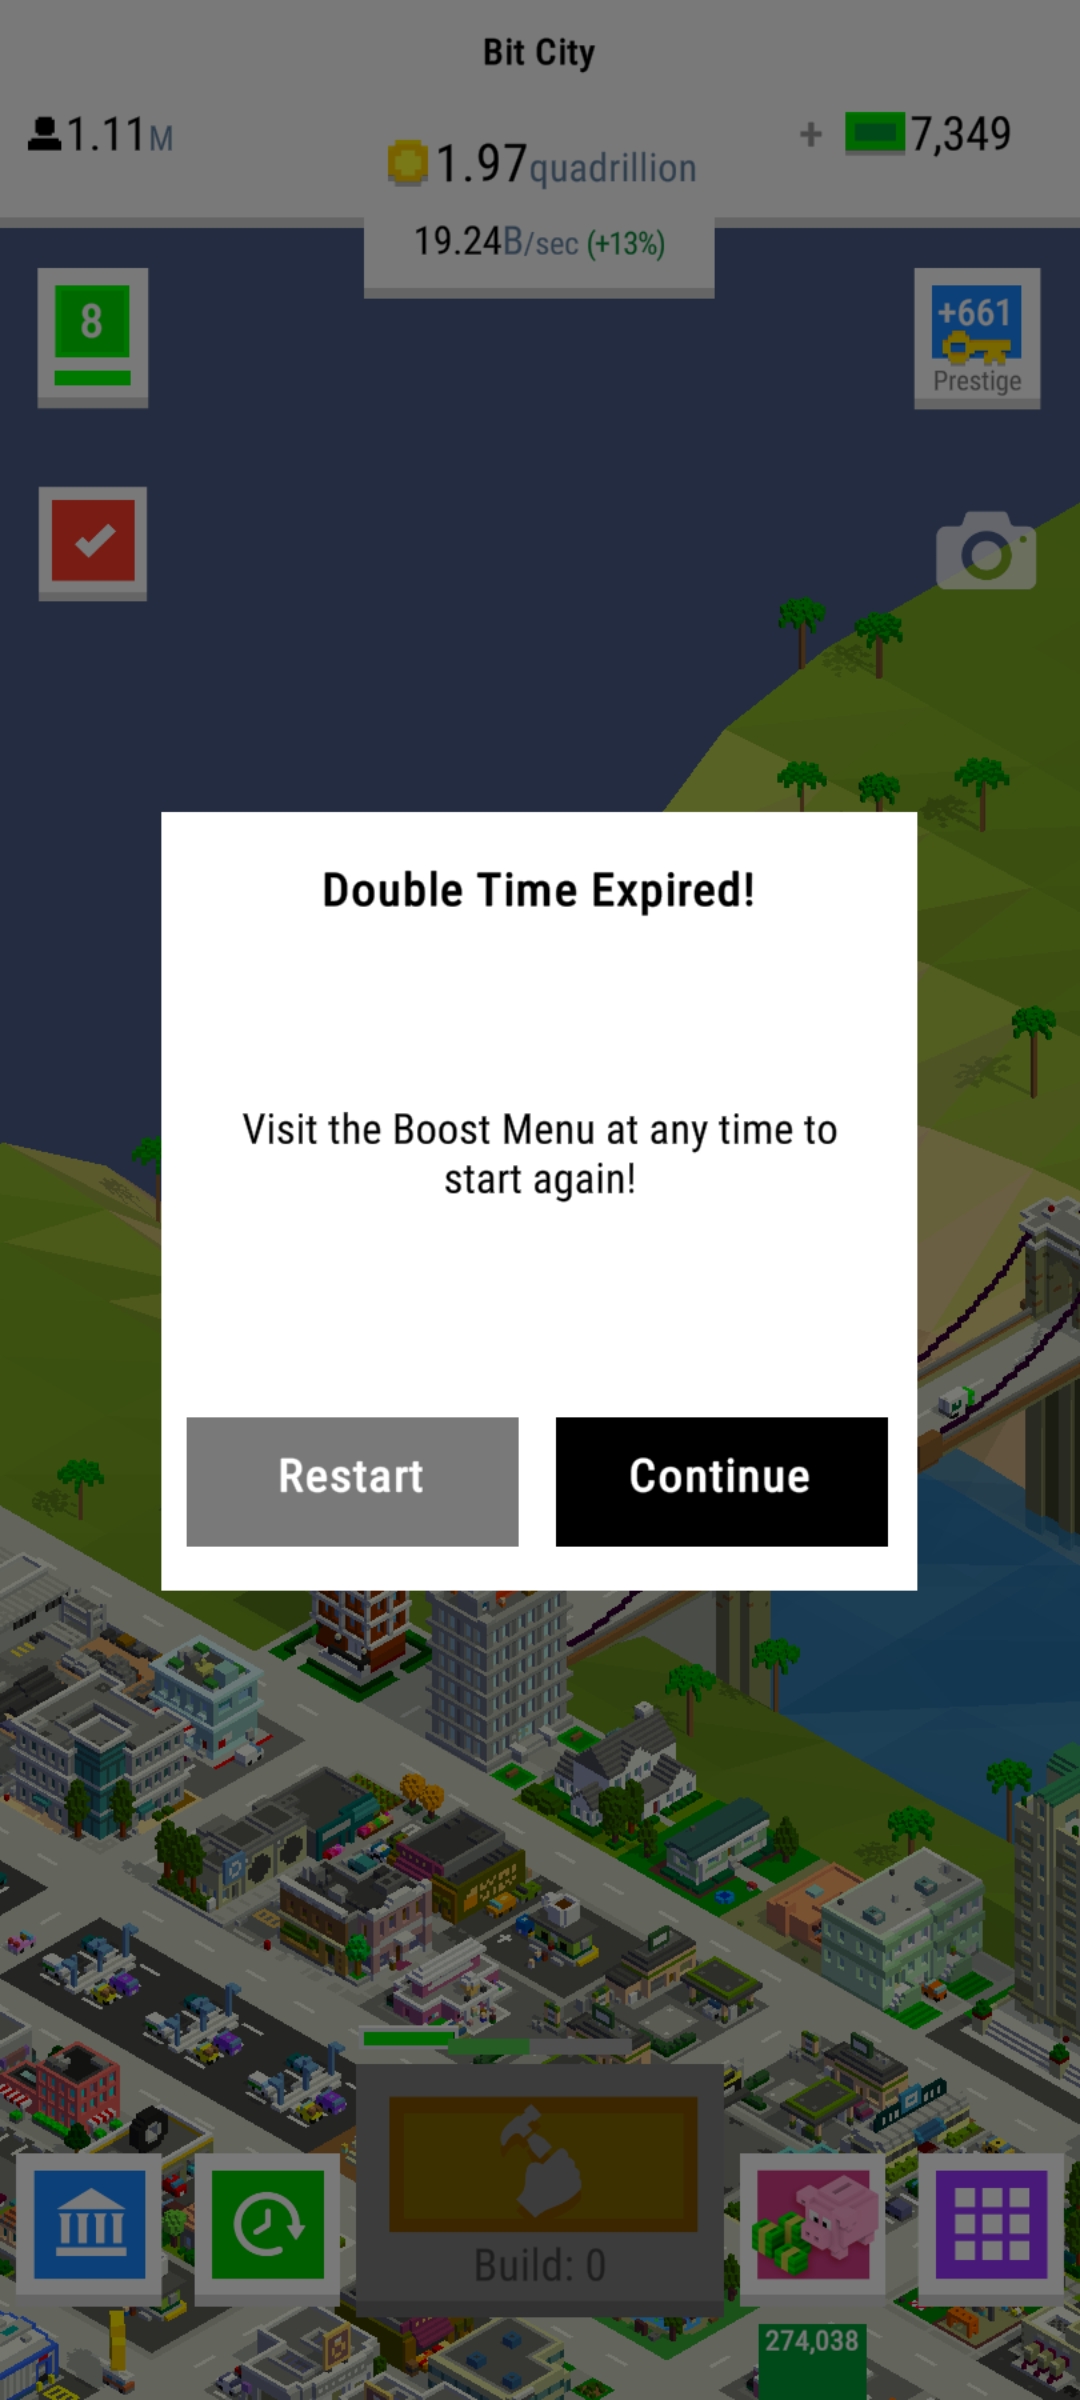 Bit City
1.11M
1.97quadrillion
+ 7,349
19.24B/sec (+13%)
8
+661
Prestige
Double Time Expired!
Visit the Boost Menu at any time to
start again!
Restart
Continue
Build: 0
274,038